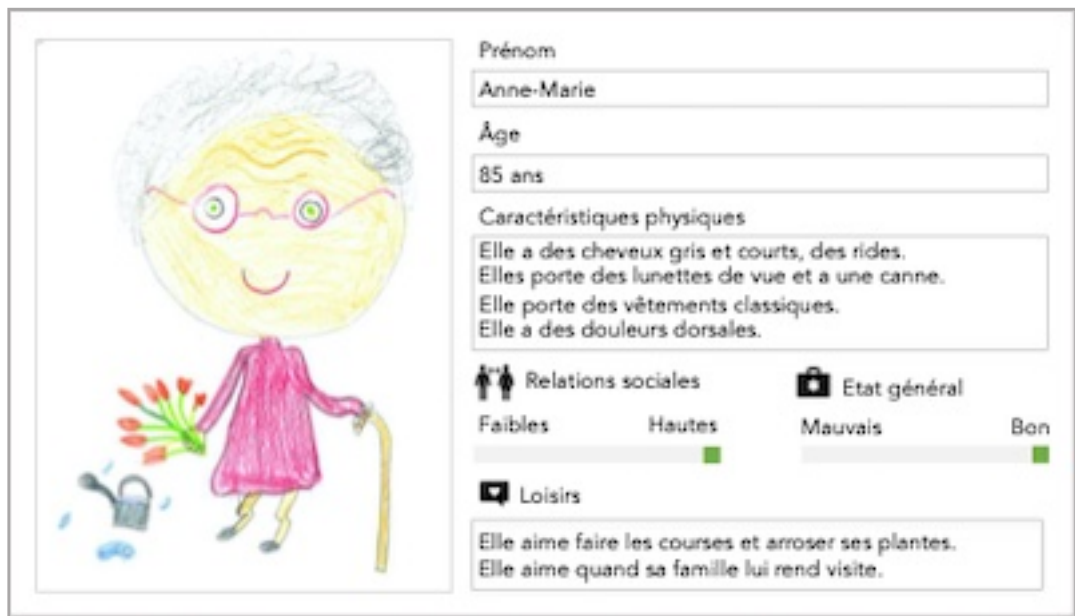 Prénom
Anne-Marie
Âge
85 ans
Caractéristiques physiques
Elle a des cheveux gris et courts, des rides.
Elles porte des lunettes de vue et a une canne.
Elle porte des vêtements classiques.
Elle a des douleurs dorsales.
Relations sociales
Faibles Hautes
Etat général
Mauvais Bon
Loisirs
Elle aime faire les courses et arroser ses plantes.
Elle aime quand sa famille lui rend visite.